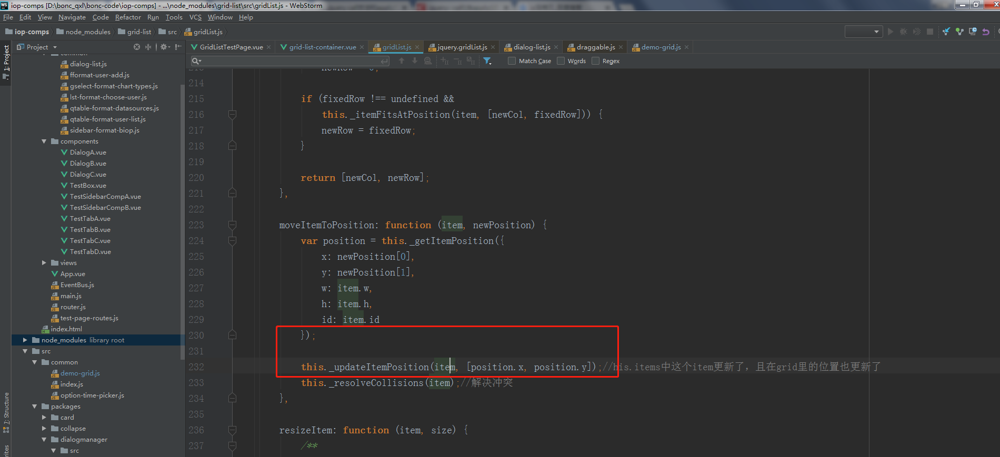 iop-comps [D:\bonc_qxl\bonc-code\iop-comps] - ...\node_modules\grid-list\src\gridList.js - WebStorm
File Edit View Navigate Code Refactor Run Tools VCS Window Help
iop-comps node_modules grid-list src gridList.js
1: Project
Project
GridListTestPage.vue grid-list-container.vue gridList.js jquery.gridList.js dialog-list.js draggable.js demo-grid.js
Match Case Words Regex
common
dialog-list.js
fformat-user-add.js
gselect-format-chart-types.js
lst-format-choose-user.js
qtable-format-datasources.js
qtable-format-user-list.js
sidebar-format-biop.js
components
DialogA.vue
DialogB.vue
DialogC.vue
TestBox.vue
TestSidebarCompA.vue
TestSidebarCompB.vue
TestTabA.vue
TestTabB.vue
TestTabC.vue
TestTabD.vue
views
App.vue
EventBus.js
main.js
router.js
test-page-routes.js
index.html
node_modules library root
src
common
demo-grid.js
index.js
option-time-picker.js
packages
card
collapse
dialogmanager
src
7: Structure
rites
214
215 if (fixedRow !== undefined &&
216 this._itemFitsAtPosition(item, [newCol, fixedRow])) {
217 newRow = fixedRow;
218 }
219
220 return [newCol, newRow];
221 },
222
223 moveItemToPosition: function (item, newPosition) {
224 var position = this._getItemPosition({
225 x: newPosition[0],
226 y: newPosition[1],
227 w: item.w,
228 h: item.h,
229 id: item.id
230 });
231
232 this._updateItemPosition(item, [position.x, position.y]);//his.items中这个item更新了，且在grid里的位置也更新了
233 this._resolveCollisions(item);//解决冲突
234 },
235
236 resizeItem: function (item, size) {
237 /**